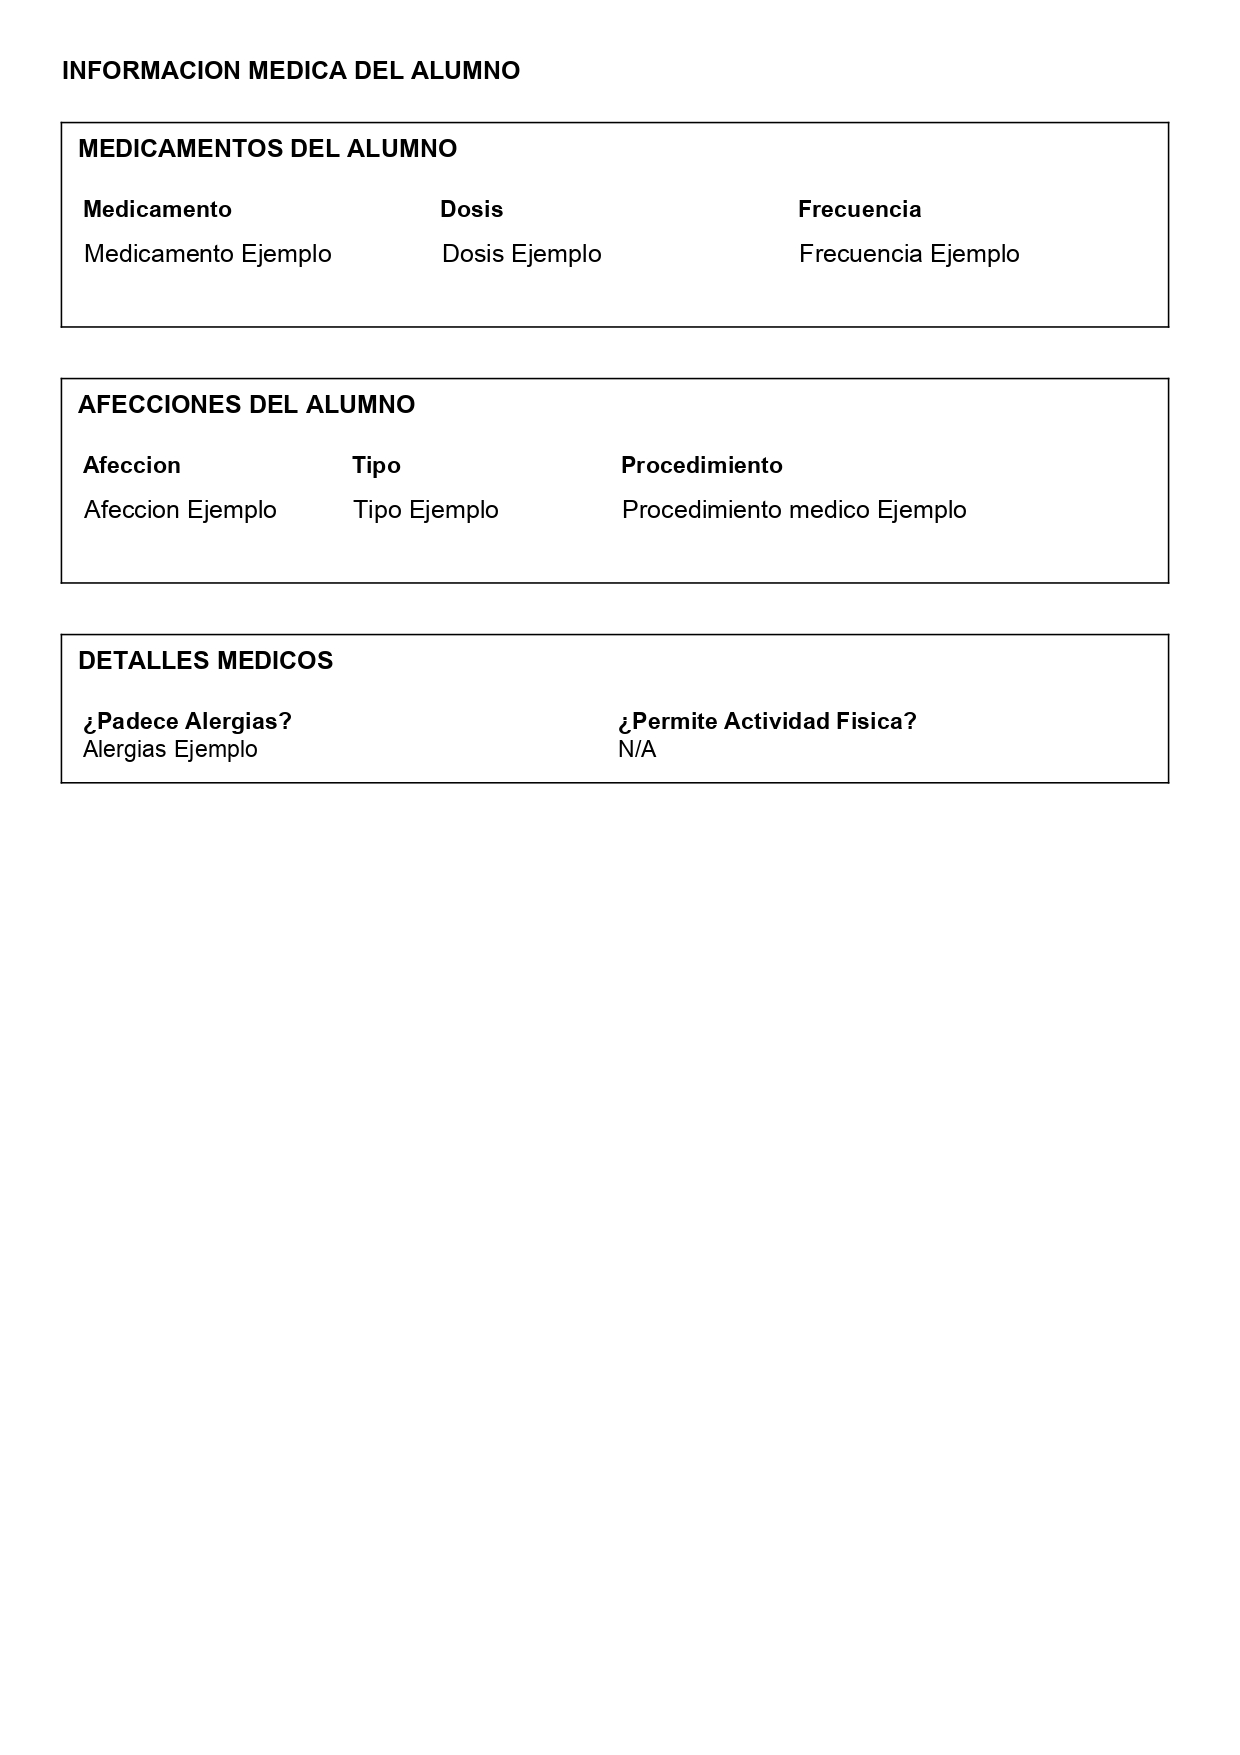 INFORMACION MEDICA DEL ALUMNO
MEDICAMENTOS DEL ALUMNO
Medicamento Dosis Frecuencia
Medicamento Ejemplo Dosis Ejemplo Frecuencia Ejemplo
AFECCIONES DEL ALUMNO
Afeccion Tipo Procedimiento
Afeccion Ejemplo Tipo Ejemplo Procedimiento medico Ejemplo
DETALLES MEDICOS
¿Padece Alergias? ¿Permite Actividad Fisica?
Alergias Ejemplo N/A